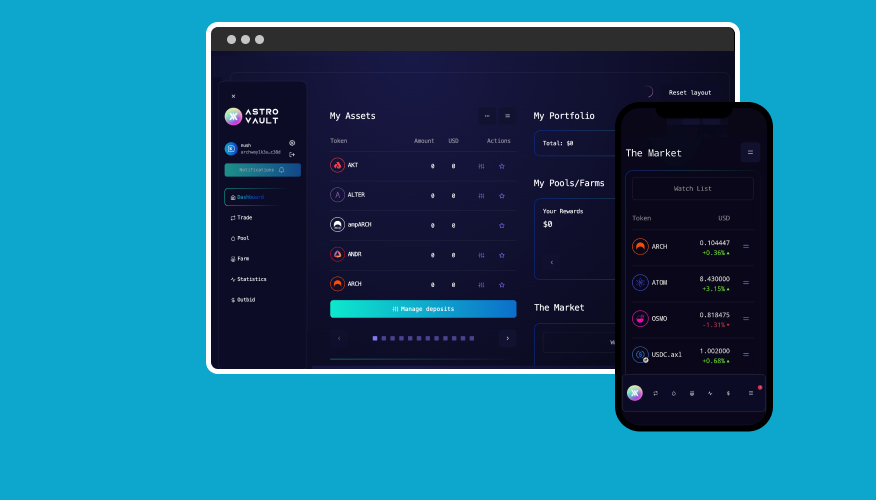 Reset layout
ASTRO
VAULT
Notifications
Dashboard
Trade
Pool
Farm
Statistics
Outbid
My Assets
Token Amount USD Actions
AKT 0 0
ALTER 0 0
ampARCH 0 0
ANDR 0 0
ARCH 0 0
Manage deposits
My Portfolio
Total: $0
My Pools/Farms
Your Rewards
$0
The Market
The Market
Watch List
Token USD
ARCH 0.104447
+0.36%
ATOM 8.430000
+3.15%
OSMO 0.818475
-1.31%
USDC.axl 1.002000
+0.68%